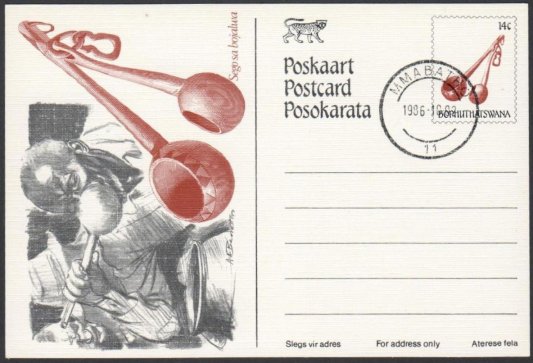 Sego sa bojalwa
Poskaart
Postcard
Posokarata
14c
BOPHUTHATSWANA
MMABATHO
11
Slegs vir adres
For address only
Aterese fela